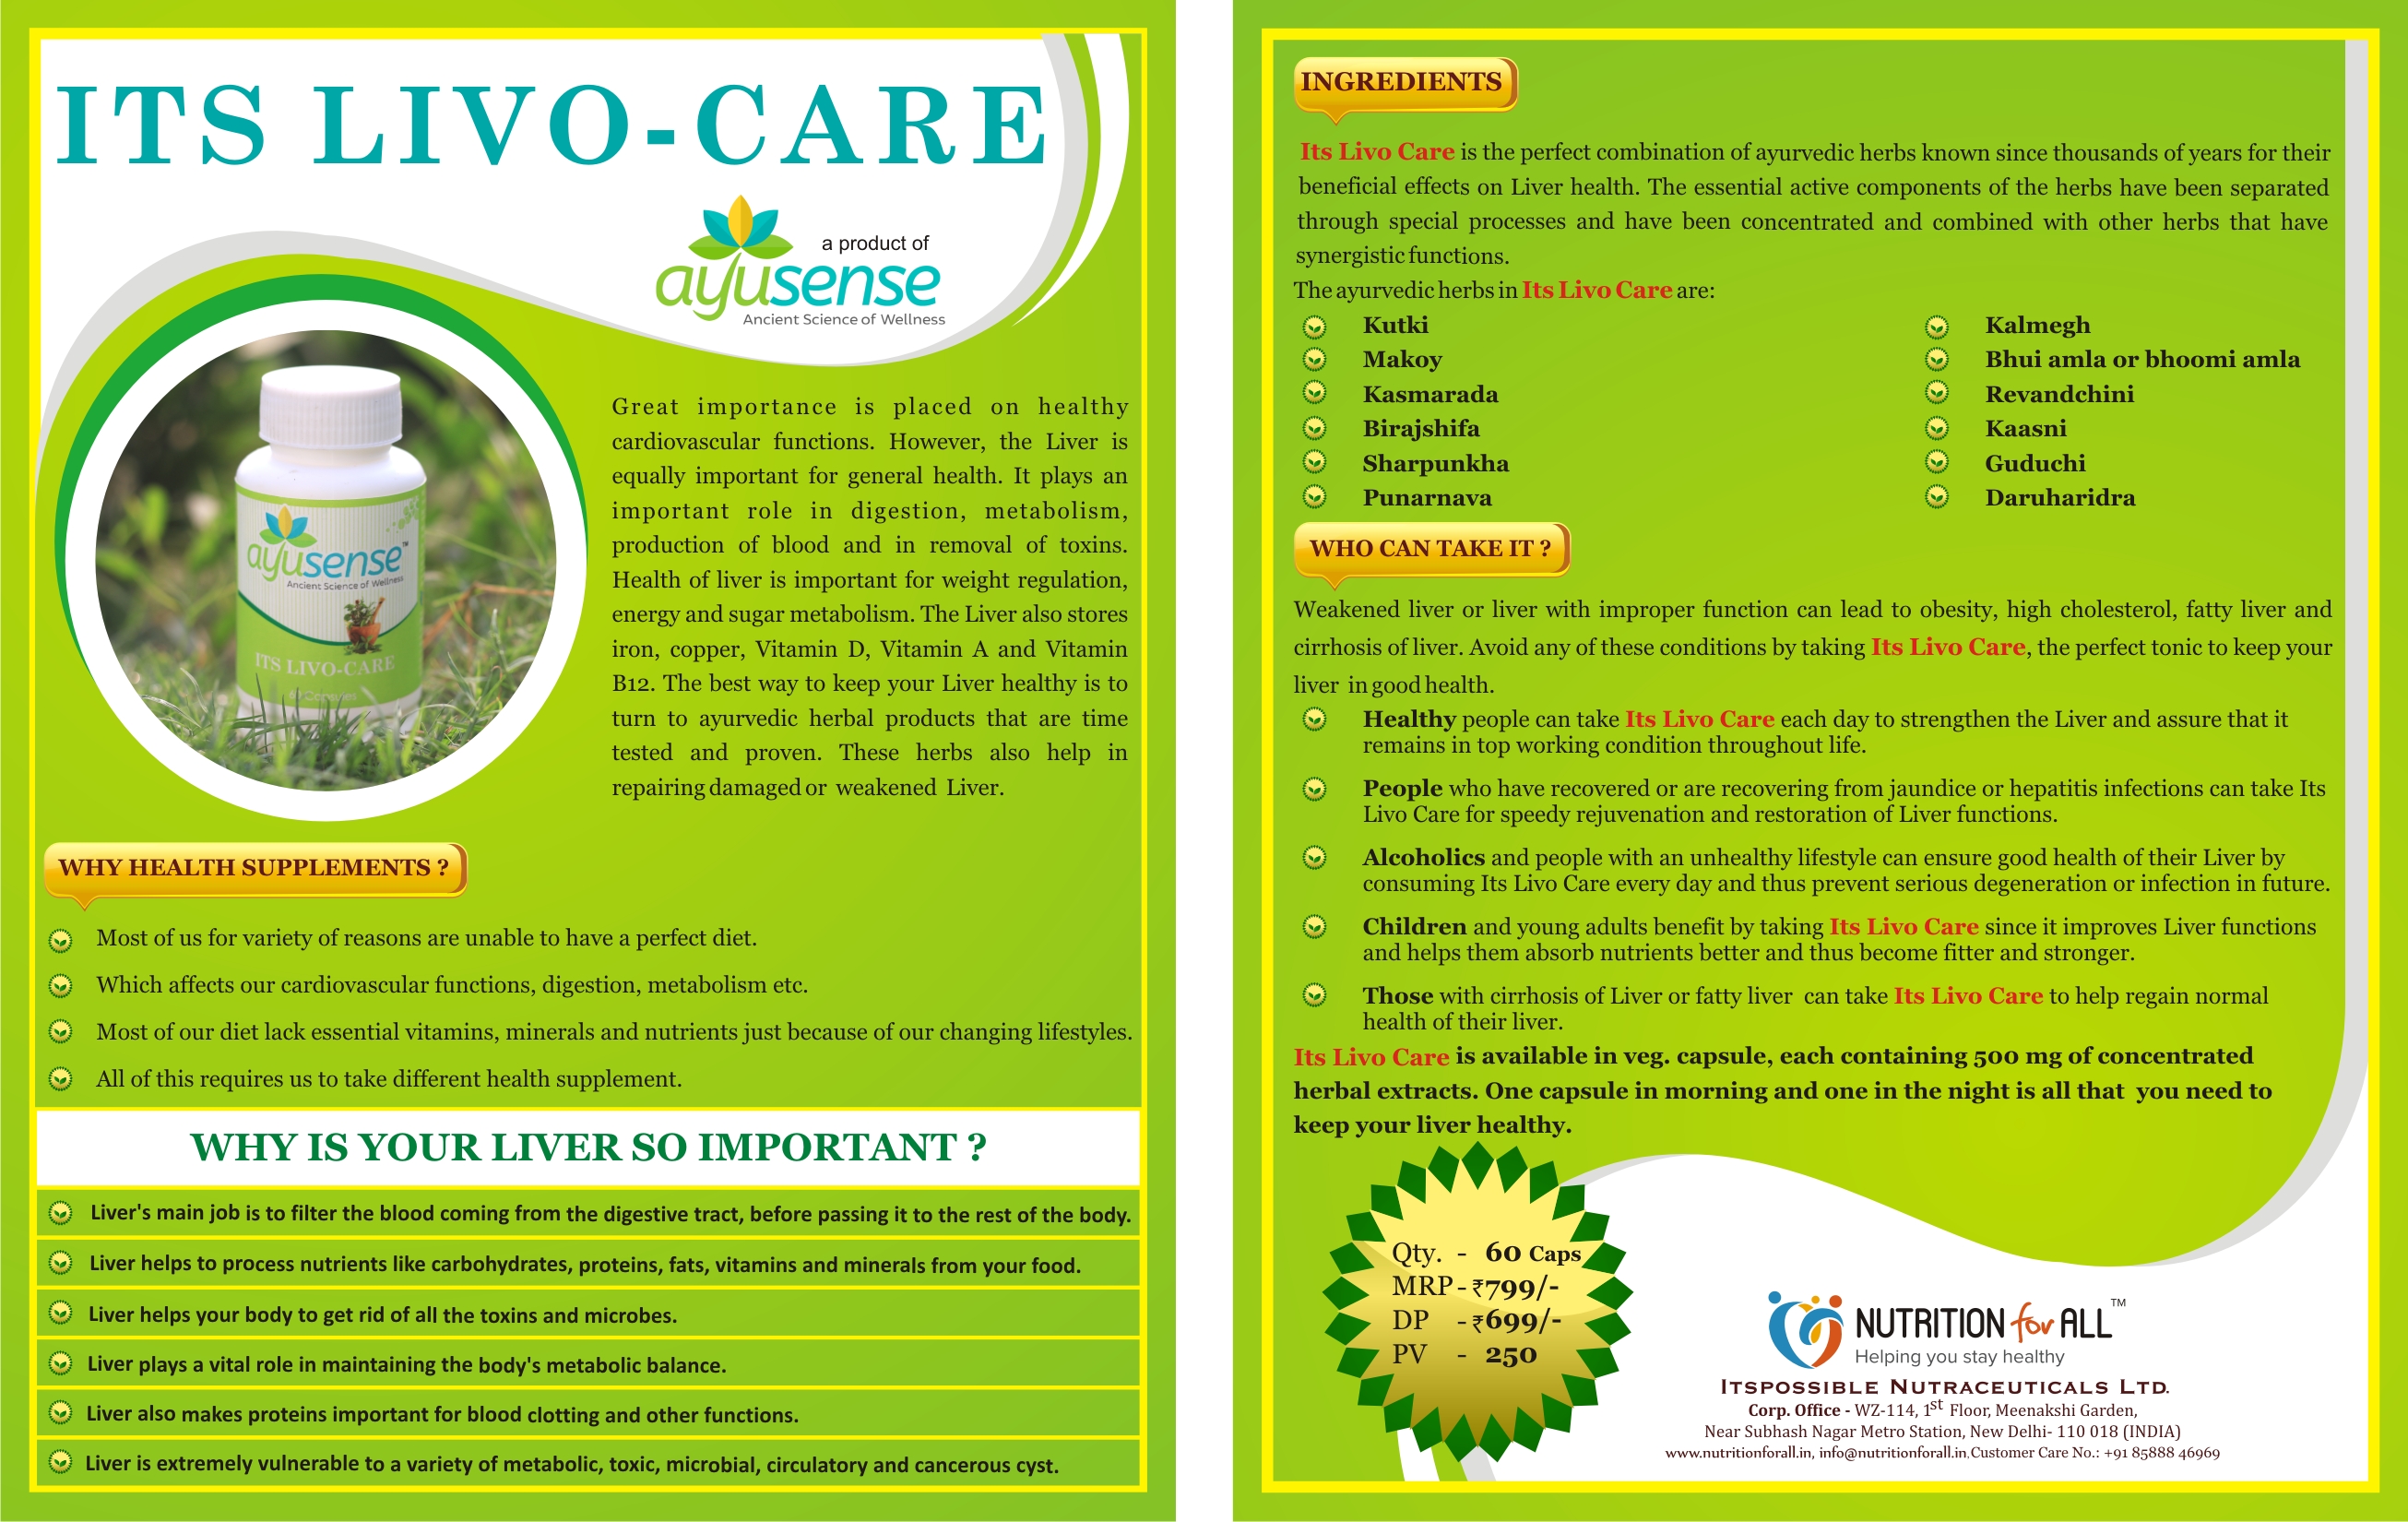 ITS LIVO-CARE
a product of
ayusense
Ancient Science of Wellness
ayusense™
Ancient Science of Wellness
ITS LIVO-CARE
60 Capsules
Great importance is placed on healthy
cardiovascular functions. However, the Liver is
equally important for general health. It plays an
important role in digestion, metabolism,
production of blood and in removal of toxins.
Health of liver is important for weight regulation,
energy and sugar metabolism. The Liver also stores
iron, copper, Vitamin D, Vitamin A and Vitamin
B12. The best way to keep your Liver healthy is to
turn to ayurvedic herbal products that are time
tested and proven. These herbs also help in
repairing damaged or weakened Liver.
WHY HEALTH SUPPLEMENTS ?
Most of us for variety of reasons are unable to have a perfect diet.
Which affects our cardiovascular functions, digestion, metabolism etc.
Most of our diet lack essential vitamins, minerals and nutrients just because of our changing lifestyles.
All of this requires us to take different health supplement.
WHY IS YOUR LIVER SO IMPORTANT ?
Liver's main job is to filter the blood coming from the digestive tract, before passing it to the rest of the body.
Liver helps to process nutrients like carbohydrates, proteins, fats, vitamins and minerals from your food.
Liver helps your body to get rid of all the toxins and microbes.
Liver plays a vital role in maintaining the body's metabolic balance.
Liver also makes proteins important for blood clotting and other functions.
Liver is extremely vulnerable to a variety of metabolic, toxic, microbial, circulatory and cancerous cyst.
INGREDIENTS
Its Livo Care is the perfect combination of ayurvedic herbs known since thousands of years for their
beneficial effects on Liver health. The essential active components of the herbs have been separated
through special processes and have been concentrated and combined with other herbs that have
synergistic functions.
The ayurvedic herbs in Its Livo Care are:
Kutki
Makoy
Kasmarada
Birajshifa
Sharpunkha
Punarnava
Kalmegh
Bhui amla or bhoomi amla
Revandchini
Kaasni
Guduchi
Daruharidra
WHO CAN TAKE IT ?
Weakened liver or liver with improper function can lead to obesity, high cholesterol, fatty liver and
cirrhosis of liver. Avoid any of these conditions by taking Its Livo Care, the perfect tonic to keep your
liver in good health.
Healthy people can take Its Livo Care each day to strengthen the Liver and assure that it
remains in top working condition throughout life.
People who have recovered or are recovering from jaundice or hepatitis infections can take Its
Livo Care for speedy rejuvenation and restoration of Liver functions.
Alcoholics and people with an unhealthy lifestyle can ensure good health of their Liver by
consuming Its Livo Care every day and thus prevent serious degeneration or infection in future.
Children and young adults benefit by taking Its Livo Care since it improves Liver functions
and helps them absorb nutrients better and thus become fitter and stronger.
Those with cirrhosis of Liver or fatty liver can take Its Livo Care to help regain normal
health of their liver.
Its Livo Care is available in veg. capsule, each containing 500 mg of concentrated
herbal extracts. One capsule in morning and one in the night is all that you need to
keep your liver healthy.
Qty. - 60 Caps
MRP - ₹799/-
DP - ₹699/-
PV - 250
NUTRITION for ALL™
Helping you stay healthy
ITSPOSSIBLE NUTRACEUTICALS LTD.
Corp. Office - WZ-114, 1st Floor, Meenakshi Garden,
Near Subhash Nagar Metro Station, New Delhi- 110 018 (INDIA)
www.nutritionforall.in, info@nutritionforall.in,Customer Care No.: +91 85888 46969